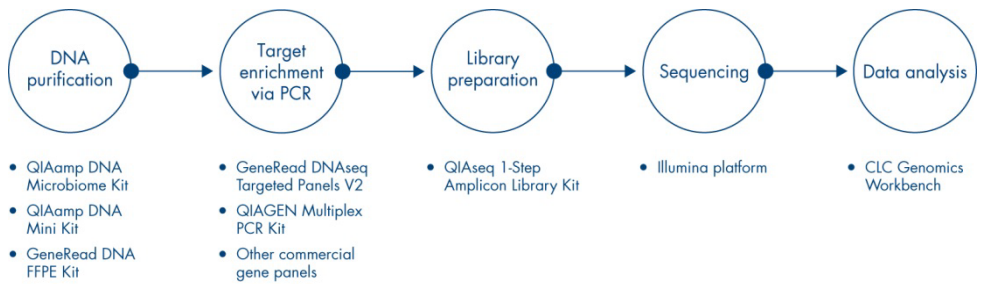 DNA
purification
Target
enrichment
via PCR
Library
preparation
Sequencing
Data analysis
• QIAamp DNA
Microbiome Kit
• QIAamp DNA
Mini Kit
• GeneRead DNA
FFPE Kit
• GeneRead DNAseq
Targeted Panels V2
• QIAGEN Multiplex
PCR Kit
• Other commercial
gene panels
• QIAseq 1-Step
Amplicon Library Kit
• Illumina platform
• CLC Genomics
Workbench